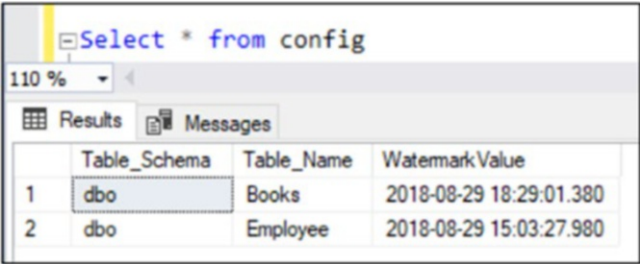 Select * from config
110 %
Results Messages
Table_Schema Table_Name WatermarkValue
1 dbo Books 2018-08-29 18:29:01.380
2 dbo Employee 2018-08-29 15:03:27.980